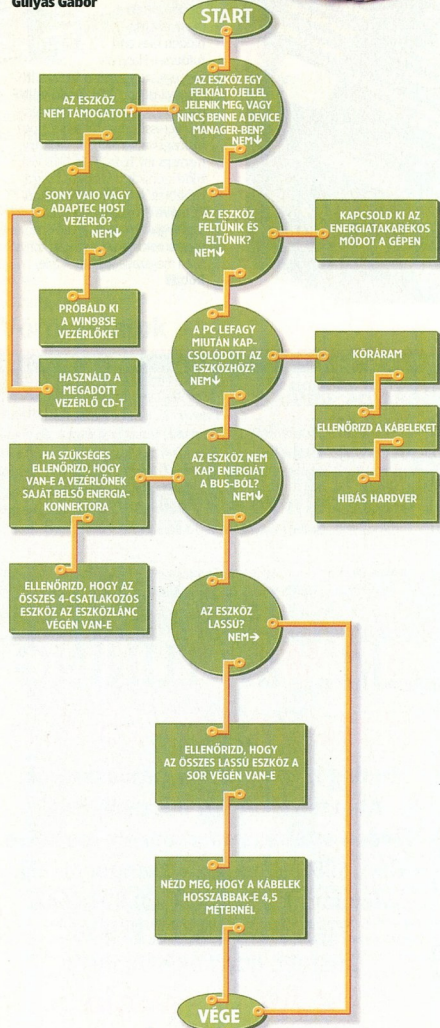 Gulyás Gábor
START
AZ ESZKÖZ EGY
FELKIÁLTÓJELLEL
JELENIK MEG, VAGY
NINCS BENNE A DEVICE
MANAGER-BEN?
NEM↓
AZ ESZKÖZ
NEM TÁMOGATOTT
SONY VAIO VAGY
ADAPTEC HOST
VEZÉRLŐ?
NEM↓
PRÓBÁLD KI
A WIN98SE
VEZÉRLŐKET
HASZNÁLD A
MEGADOTT
VEZÉRLŐ CD-T
AZ ESZKÖZ
FELTŰNIK ÉS
ELTŰNIK?
NEM↓
KAPCSOLD KI AZ
ENERGIATAKARÉKOS
MÓDOT A GÉPEN
A PC LEFAGY
MIUTÁN KAP-
CSOLÓDOTT AZ
ESZKÖZHÖZ?
NEM↓
KÓRÁRAM
ELLENŐRIZD A KÁBELEKET
HIBÁS HARDVER
AZ ESZKÖZ NEM
KAP ENERGIÁT
A BUS-BÓL?
NEM↓
HA SZÜKSÉGES
ELLENŐRIZD, HOGY
VAN-E A VEZÉRLŐNEK
SAJÁT BELSŐ ENERGIA-
KONNEKTORA
ELLENŐRIZD, HOGY AZ
ÖSSZES 4-CSATLAKOZÓS
ESZKÖZ AZ ESZKÖZLÁNC
VÉGÉN VAN-E
AZ ESZKÖZ
LASSÚ?
NEM→
ELLENŐRIZD, HOGY
AZ ÖSSZES LASSÚ ESZKÖZ A
SOR VÉGÉN VAN-E
NÉZD MEG, HOGY A KÁBELEK
HOSSZABBAK-E 4,5
MÉTERNÉL
VÉGE